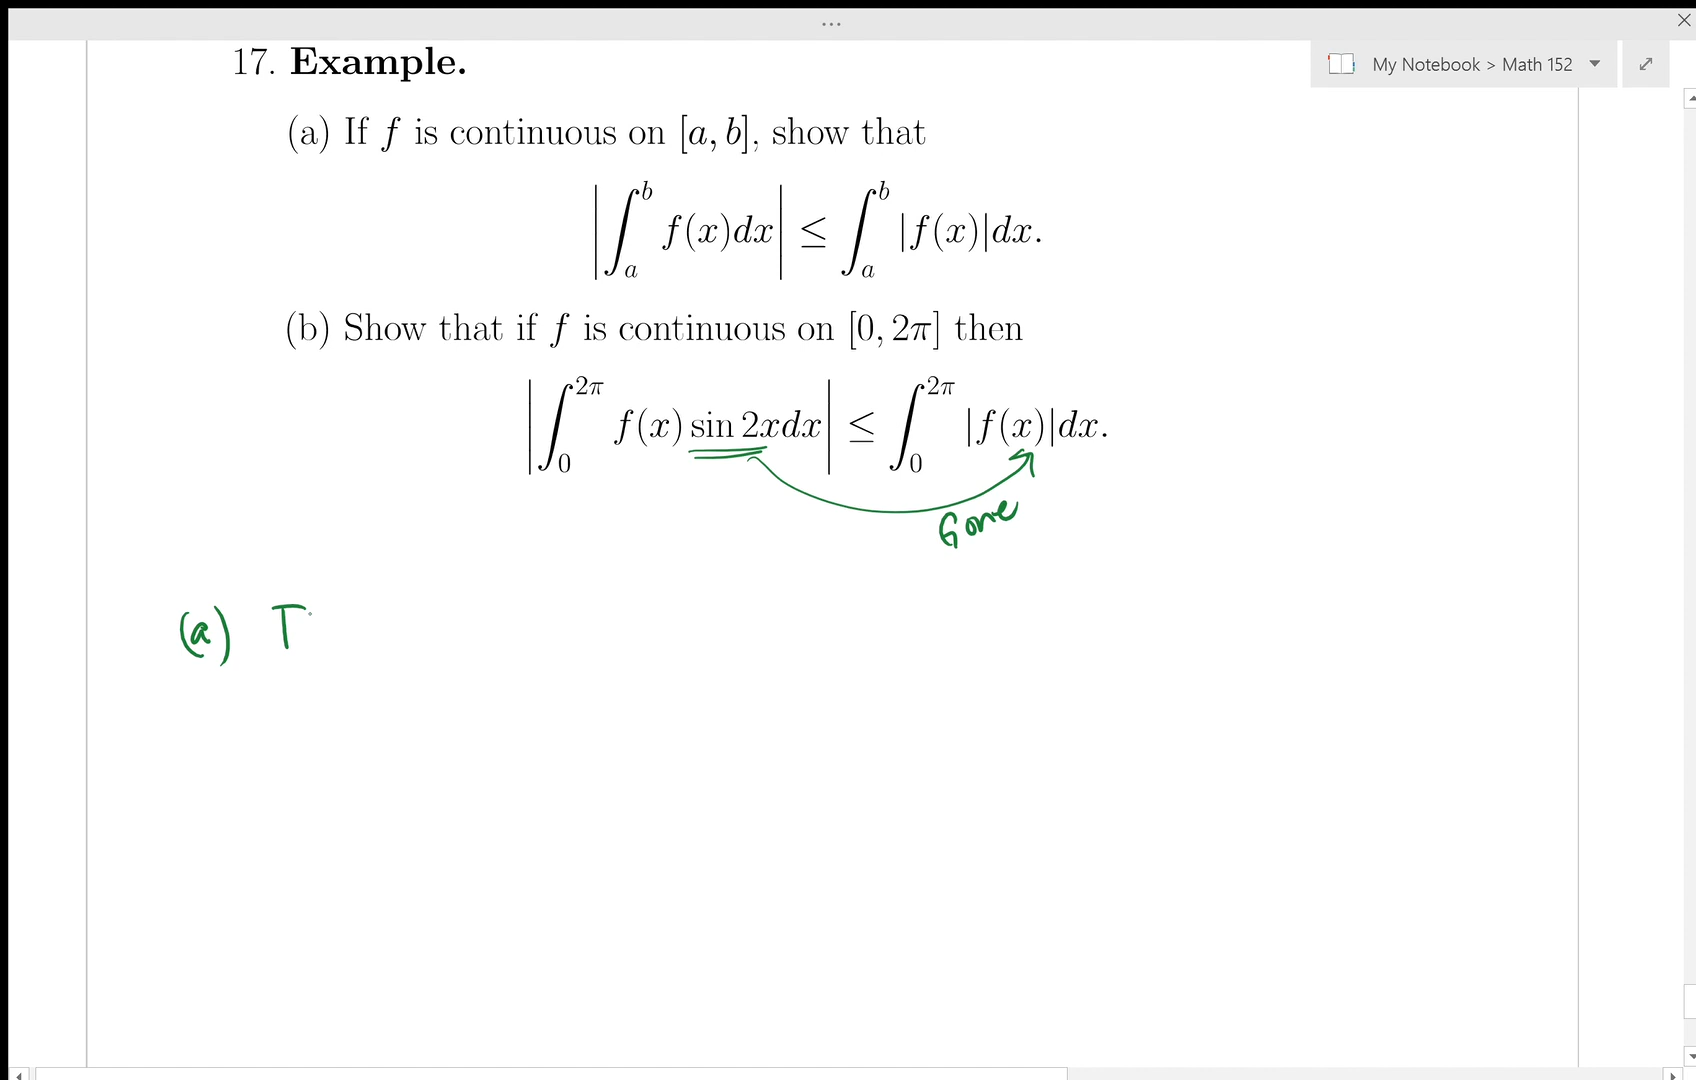 ...
17. Example.
My Notebook > Math 152
(a) If f is continuous on [a, b], show that
|∫_a^b f(x)dx| ≤ ∫_a^b |f(x)|dx.
(b) Show that if f is continuous on [0, 2π] then
|∫_0^{2π} f(x) sin 2xdx| ≤ ∫_0^{2π} |f(x)|dx.
Gone
(a) T